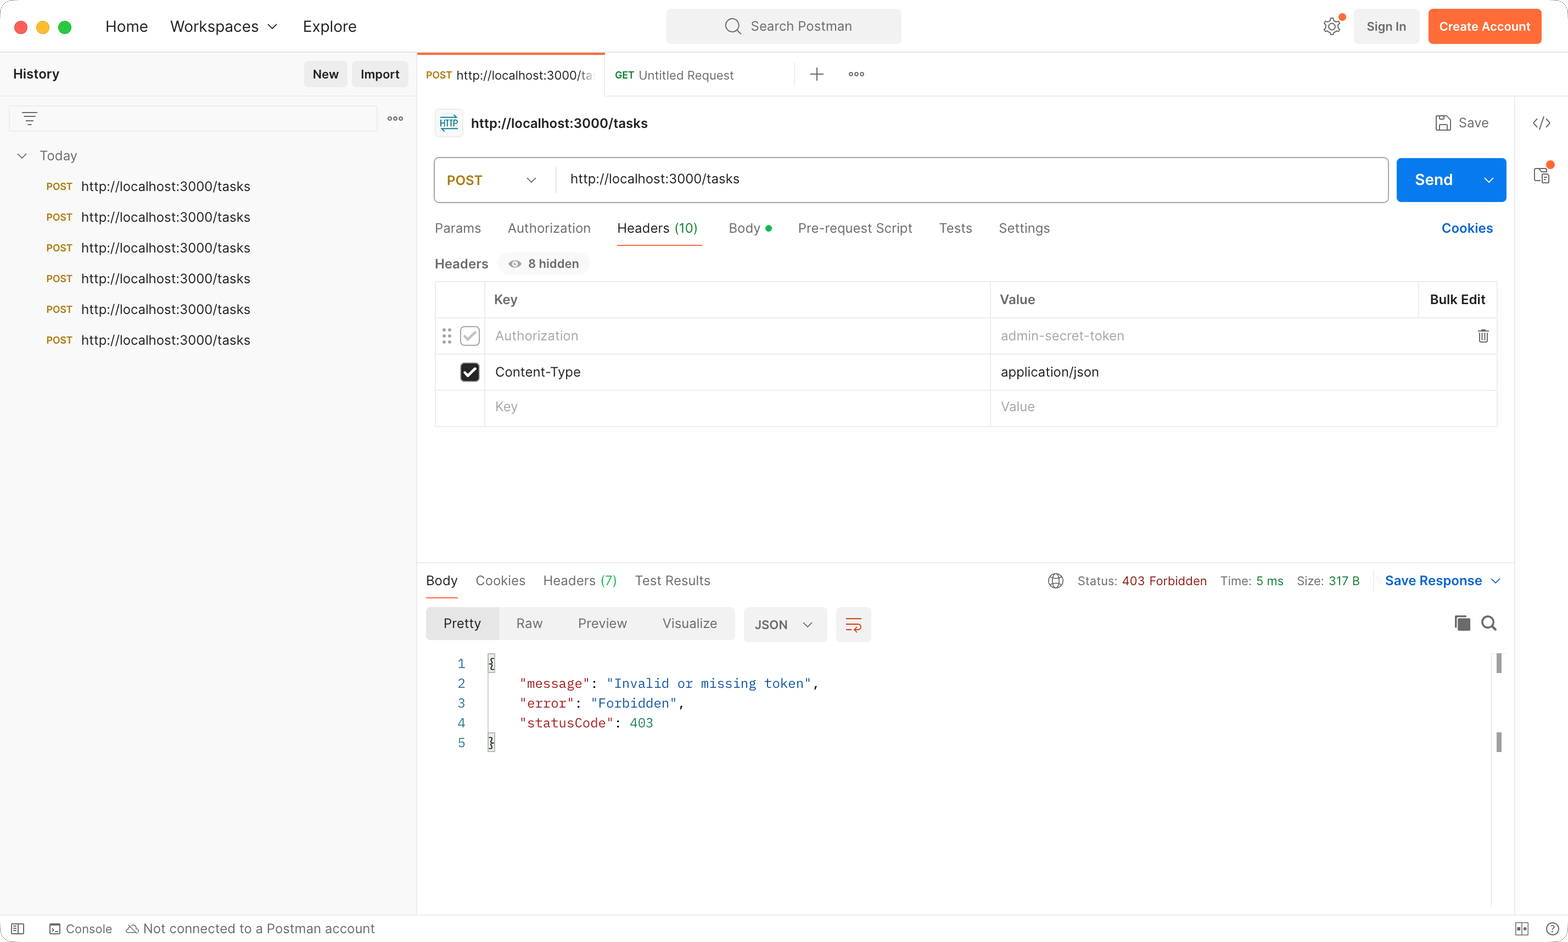 Home Workspaces Explore Search Postman Sign In Create Account
History New Import
POST http://localhost:3000/ta GET Untitled Request
HTTP http://localhost:3000/tasks Save
Today
POST http://localhost:3000/tasks
POST http://localhost:3000/tasks
POST http://localhost:3000/tasks
POST http://localhost:3000/tasks
POST http://localhost:3000/tasks
POST http://localhost:3000/tasks
POST http://localhost:3000/tasks Send
Params Authorization Headers (10) Body Pre-request Script Tests Settings Cookies
Headers 8 hidden
Key Value Bulk Edit
Authorization admin-secret-token
Content-Type application/json
Key Value
Body Cookies Headers (7) Test Results Status: 403 Forbidden Time: 5 ms Size: 317 B Save Response
Pretty Raw Preview Visualize JSON
1 {
2 "message": "Invalid or missing token",
3 "error": "Forbidden",
4 "statusCode": 403
5 }
Console Not connected to a Postman account